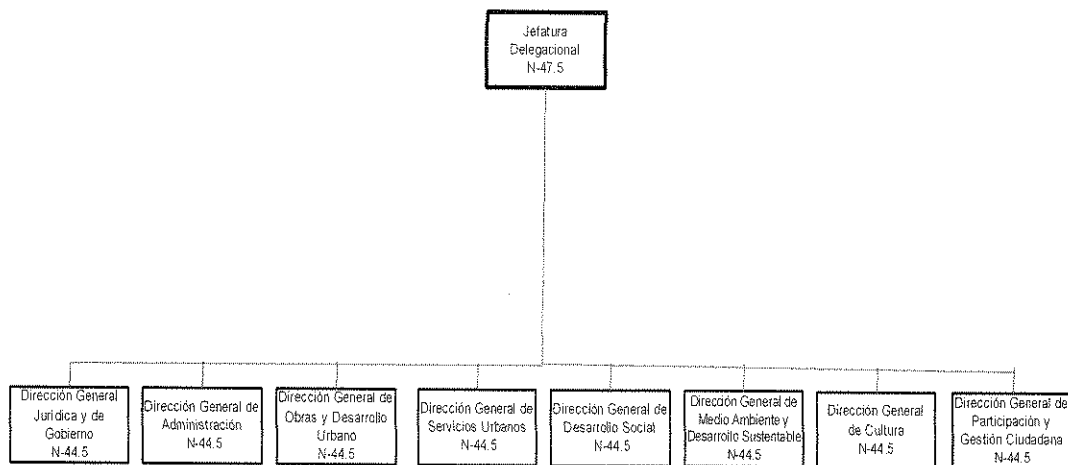 Jefatura
Delegacional
N-47.5
Dirección General
Jurídica y de
Gobierno
N-44.5
Dirección General de
Administración
N-44.5
Dirección General de
Obras y Desarrollo
Urbano
N-44.5
Dirección General de
Servicios Urbanos
N-44.5
Dirección General de
Desarrollo Social
N-44.5
Dirección General de
Medio Ambiente y
Desarrollo Sustentable
N-44.5
Dirección General
de Cultura
N-44.5
Dirección General de
Participación y
Gestión Ciudadana
N-44.5